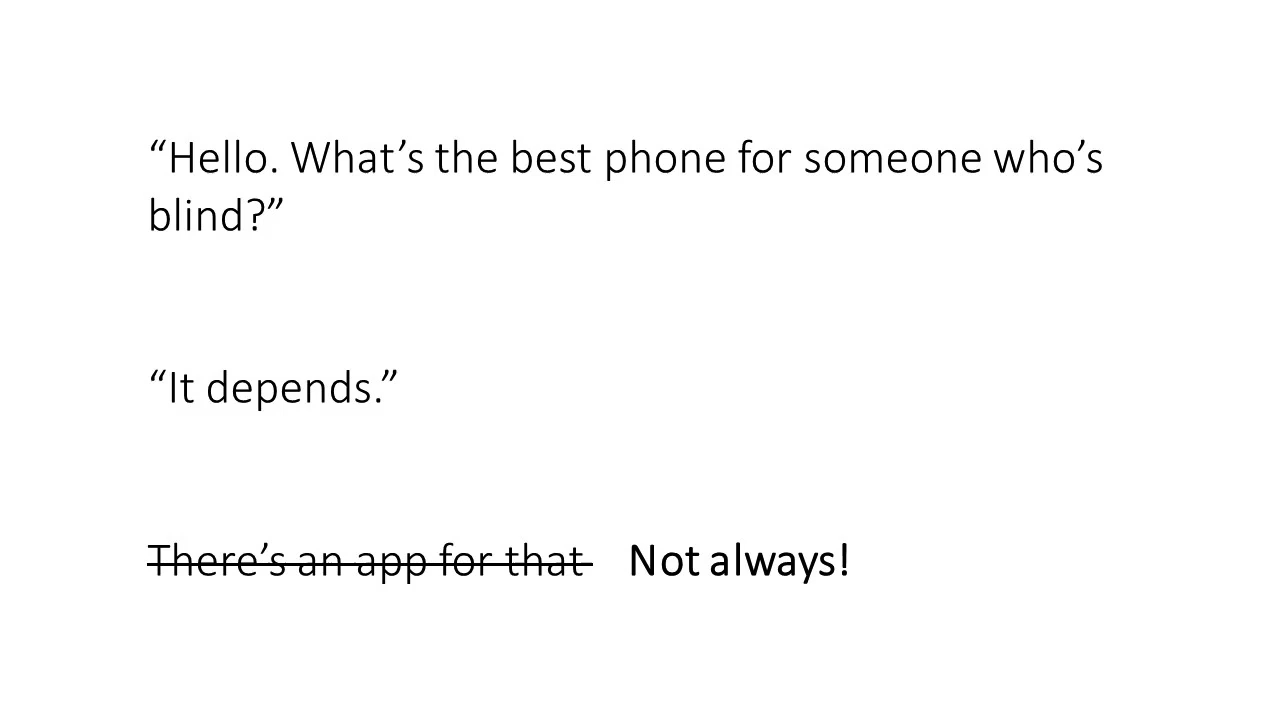 “Hello. What’s the best phone for someone who’s
blind?”
“It depends.”
There’s an app for that Not always!